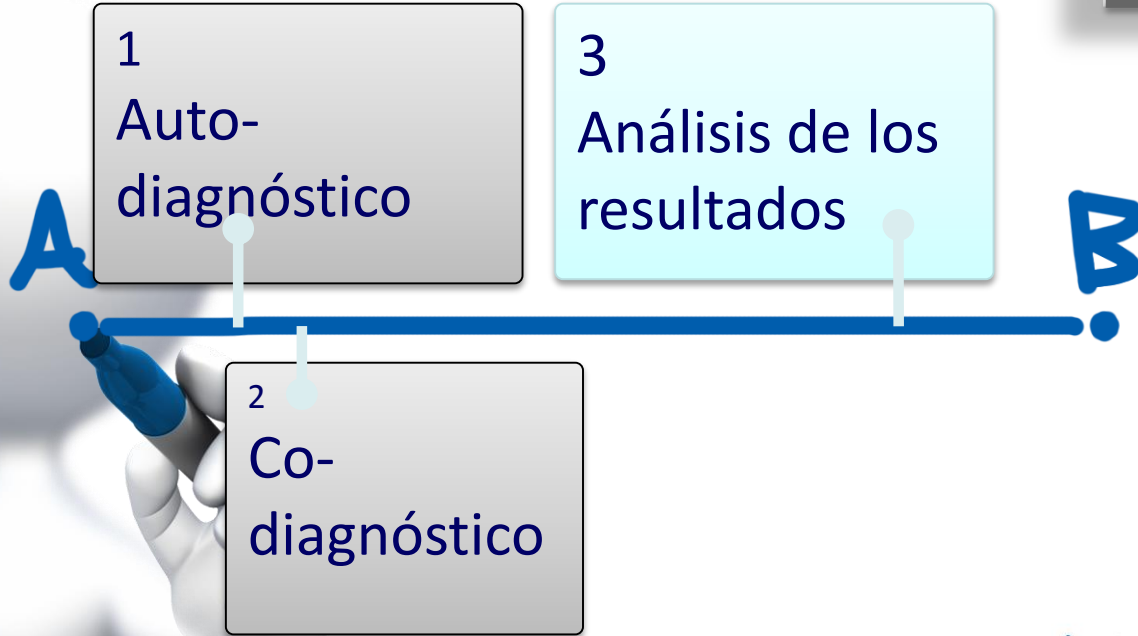 1
Auto-
diagnóstico
3
Análisis de los
resultados
A
B
2
Co-
diagnóstico